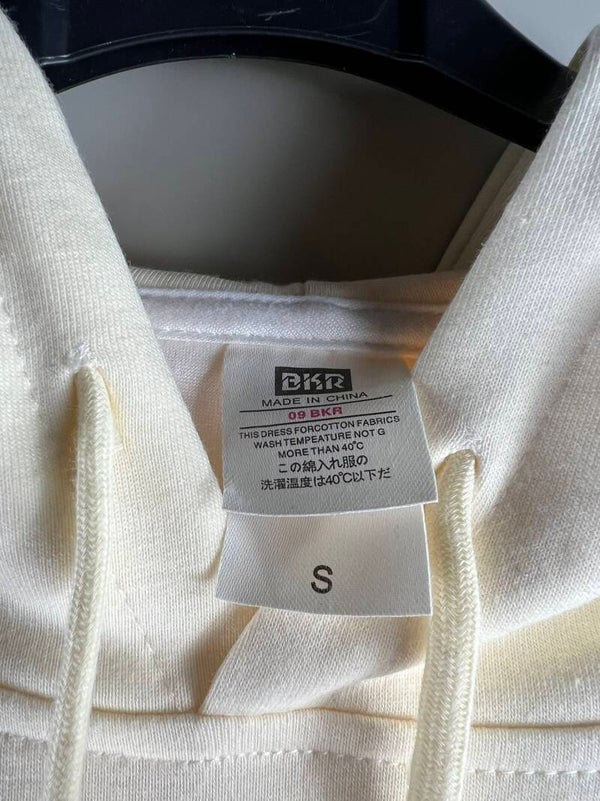 BKR
MADE IN CHINA
09 BKR
THIS DRESS FORCOTTON FABRICS
WASH TEMPEATURE NOT G
MORE THAN 40°C
この綿入れ服の
洗濯温度は40℃以下だ
S